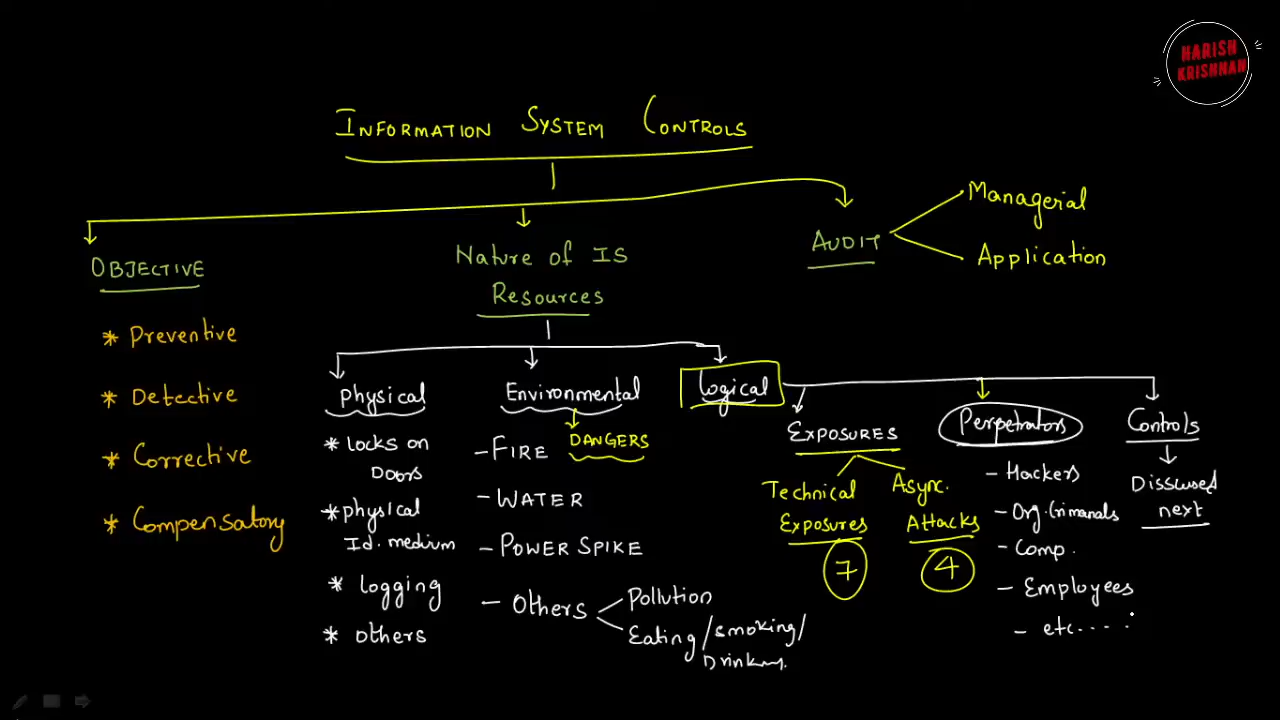 HARISH
KRISHNAN
INFORMATION SYSTEM CONTROLS
OBJECTIVE
* Preventive
* Detective
* Corrective
* Compensatory
Nature of IS
Resources
AUDIT
Managerial
Application
Physical
* Locks on
Doors
* physical
Id. medium
* Logging
* others
Environmental
DANGERS
- FIRE
- WATER
- POWER SPIKE
- Others
Pollution
Eating/smoking/
Drinking.
Logical
EXPOSURES
Technical
Exposures
7
Async.
Attacks
4
Perpetrators
- Hackers
- Org. Crimanals
- Comp.
- Employees
- etc.....
Controls
Disscused
next